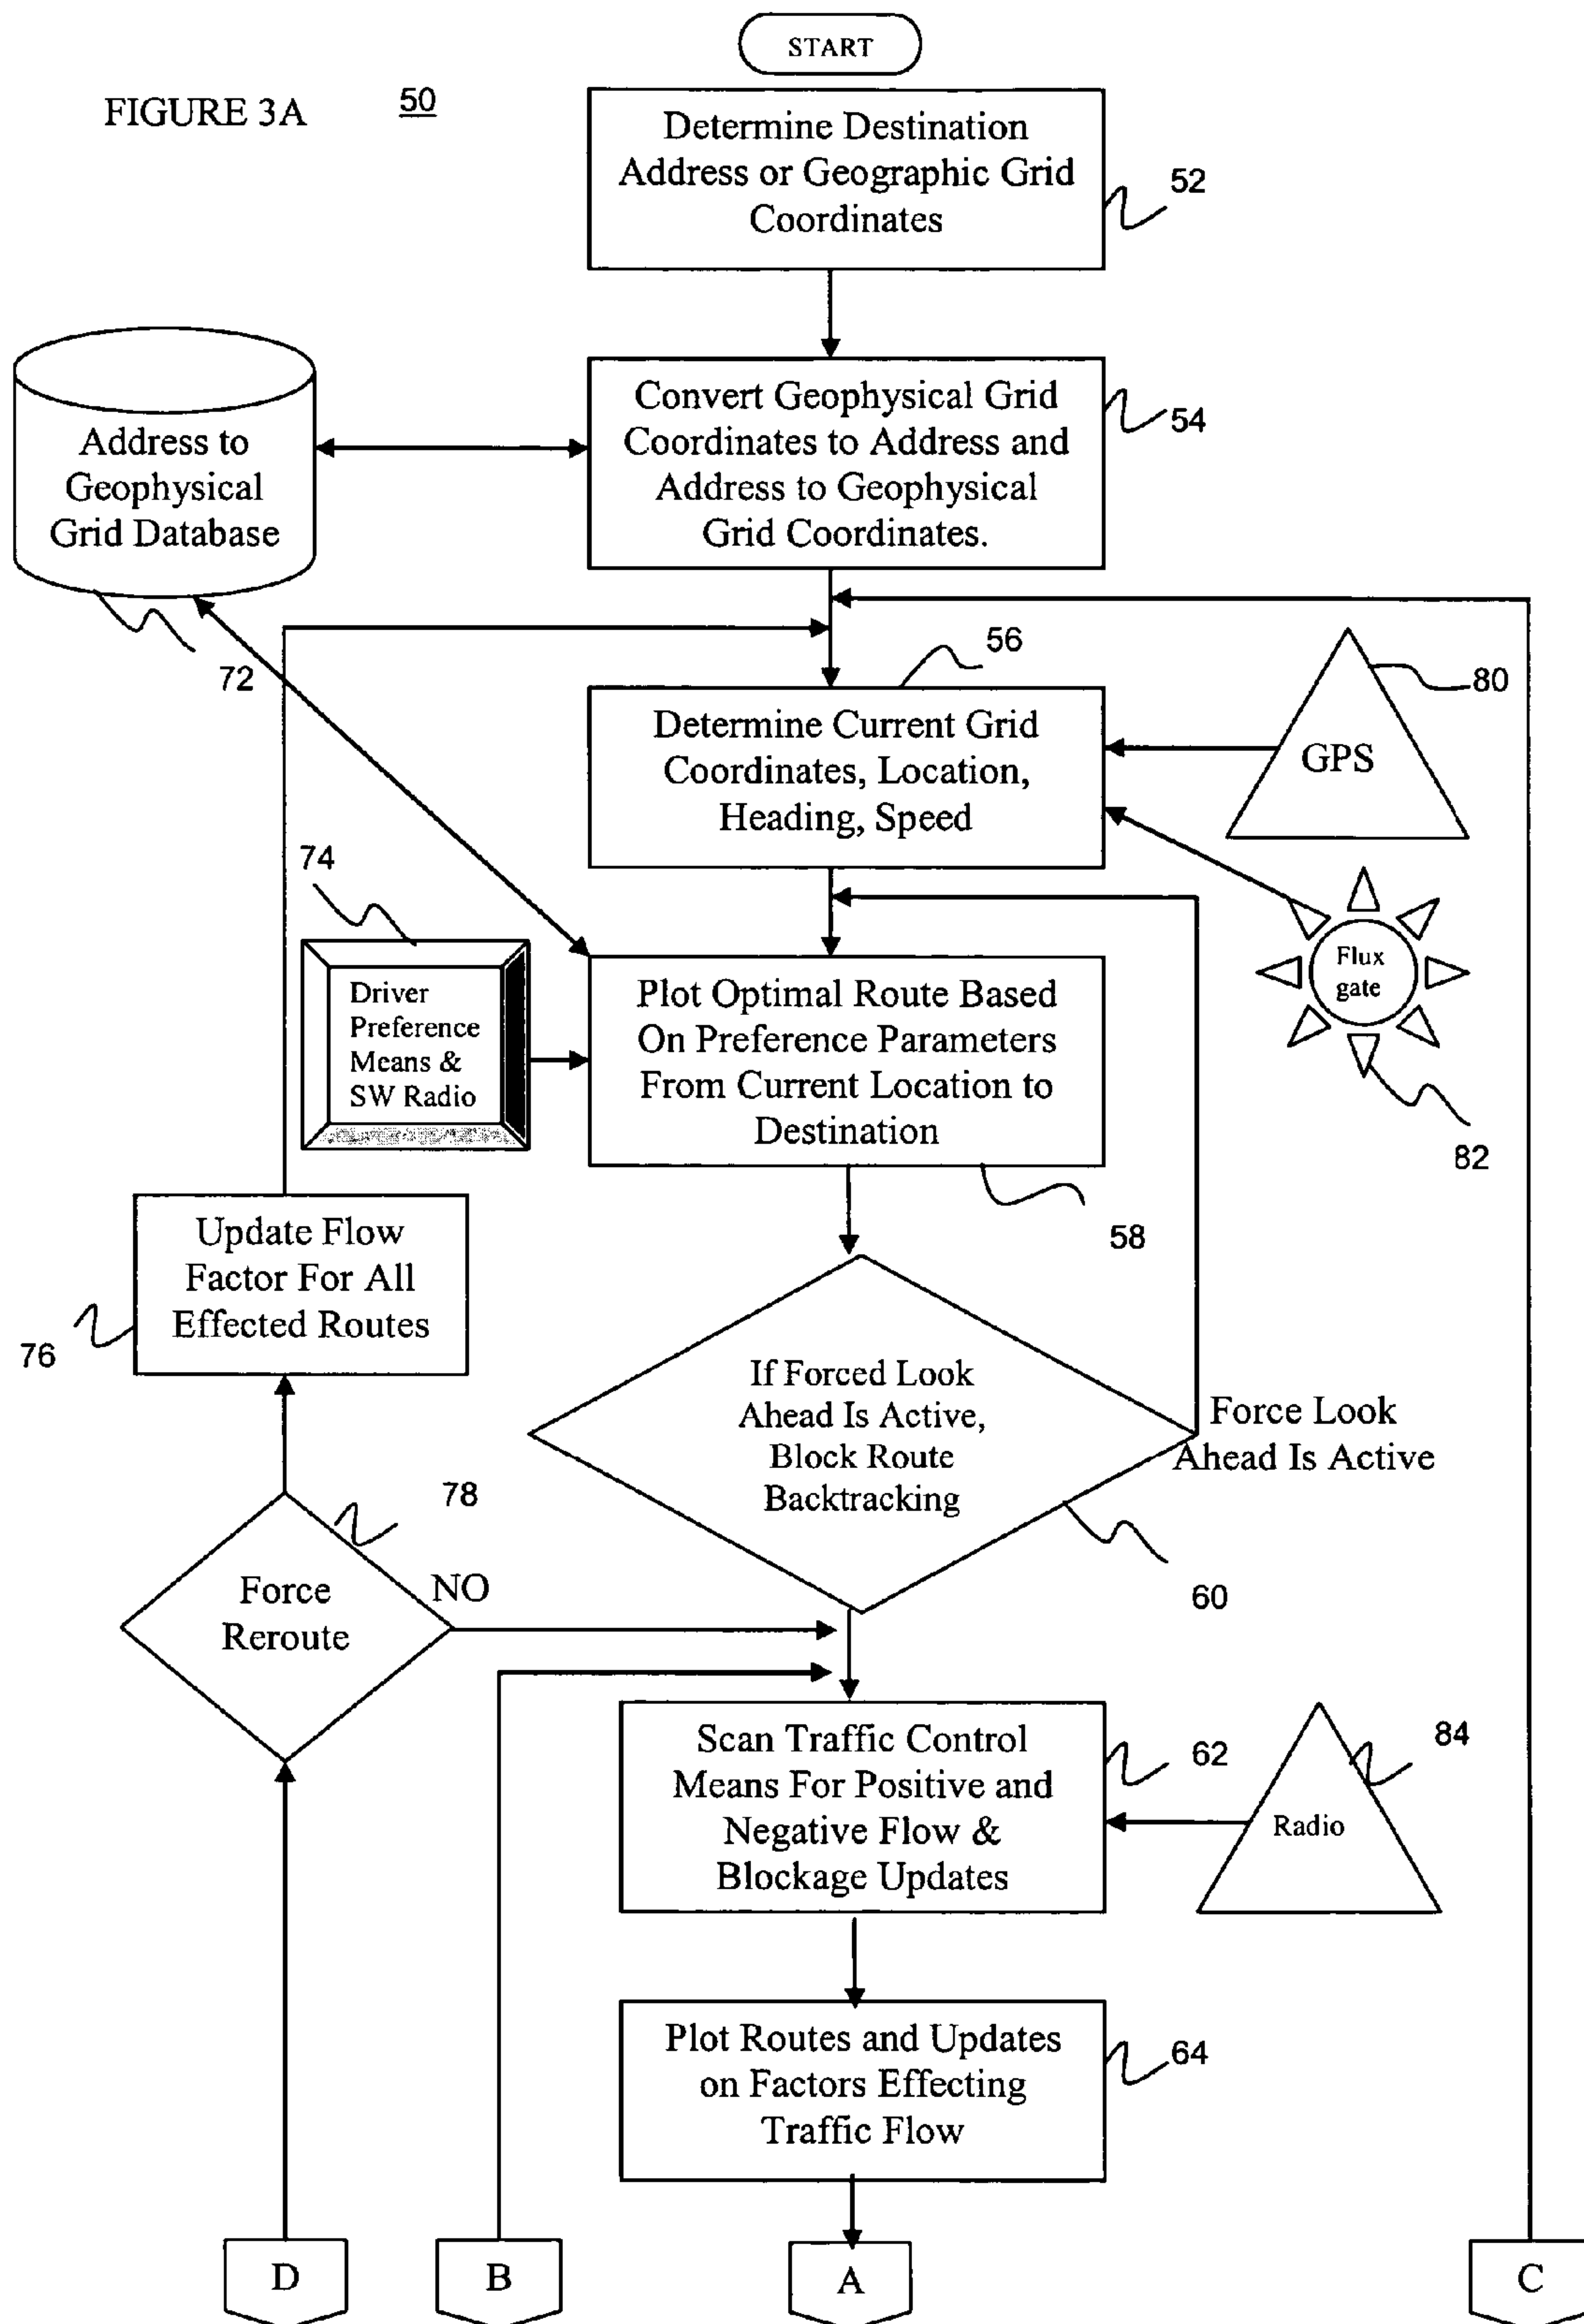 START
FIGURE 3A
50
Determine Destination
Address or Geographic Grid
Coordinates
52
Convert Geophysical Grid
Coordinates to Address and
Address to Geophysical
Grid Coordinates.
54
Address to
Geophysical
Grid Database
72
56
Determine Current Grid
Coordinates, Location,
Heading, Speed
GPS
80
Flux
gate
82
74
Driver
Preference
Means &
SW Radio
Plot Optimal Route Based
On Preference Parameters
From Current Location to
Destination
58
Update Flow
Factor For All
Effected Routes
76
If Forced Look
Ahead Is Active,
Block Route
Backtracking
Force Look
Ahead Is Active
60
78
Force
Reroute
NO
Scan Traffic Control
Means For Positive and
Negative Flow &
Blockage Updates
62
Radio
84
Plot Routes and Updates
on Factors Effecting
Traffic Flow
64
D
B
A
C